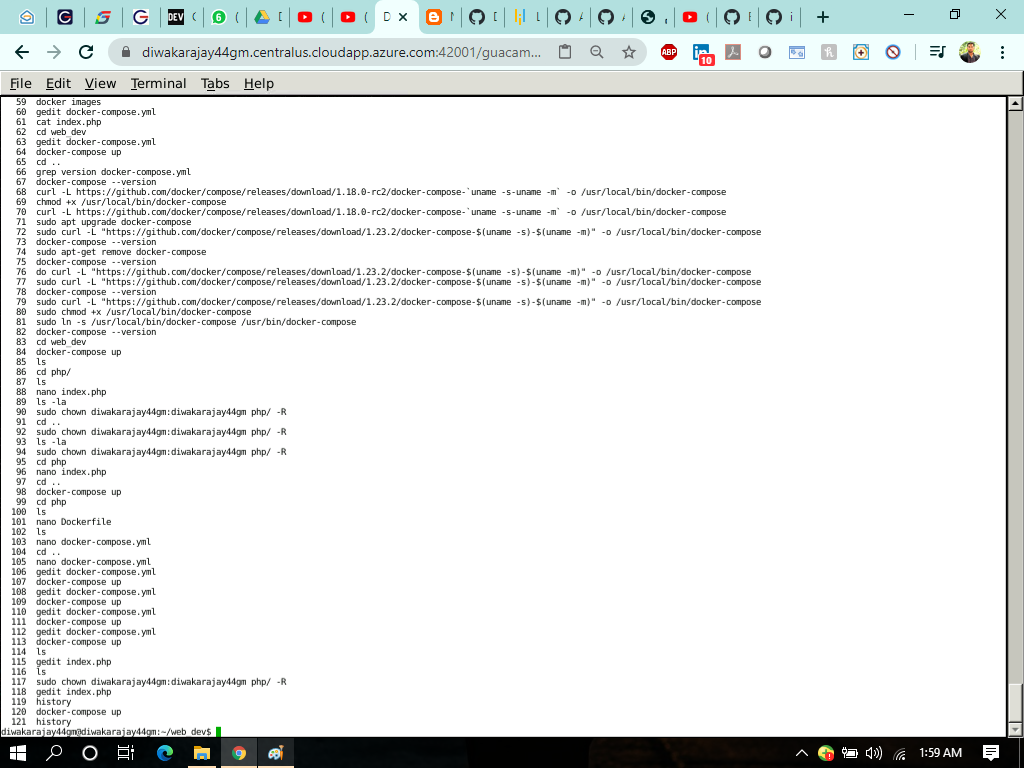 DEV
6
D
diwakarajay44gm.centralus.cloudapp.azure.com:42001/guacam...
ABP
10
File Edit View Terminal Tabs Help
59 docker images
60 gedit docker-compose.yml
61 cat index.php
62 cd web_dev
63 gedit docker-compose.yml
64 docker-compose up
65 cd ..
66 grep version docker-compose.yml
67 docker-compose --version
68 curl -L https://github.com/docker/compose/releases/download/1.18.0-rc2/docker-compose-`uname -s-uname -m` -o /usr/local/bin/docker-compose
69 chmod +x /usr/local/bin/docker-compose
70 curl -L https://github.com/docker/compose/releases/download/1.18.0-rc2/docker-compose-`uname -s-uname -m` -o /usr/local/bin/docker-compose
71 sudo apt upgrade docker-compose
72 sudo curl -L "https://github.com/docker/compose/releases/download/1.23.2/docker-compose-$(uname -s)-$(uname -m)" -o /usr/local/bin/docker-compose
73 docker-compose --version
74 sudo apt-get remove docker-compose
75 docker-compose --version
76 do curl -L "https://github.com/docker/compose/releases/download/1.23.2/docker-compose-$(uname -s)-$(uname -m)" -o /usr/local/bin/docker-compose
77 sudo curl -L "https://github.com/docker/compose/releases/download/1.23.2/docker-compose-$(uname -s)-$(uname -m)" -o /usr/local/bin/docker-compose
78 docker-compose --version
79 sudo curl -L "https://github.com/docker/compose/releases/download/1.23.2/docker-compose-$(uname -s)-$(uname -m)" -o /usr/local/bin/docker-compose
80 sudo chmod +x /usr/local/bin/docker-compose
81 sudo ln -s /usr/local/bin/docker-compose /usr/bin/docker-compose
82 docker-compose --version
83 cd web_dev
84 docker-compose up
85 ls
86 cd php/
87 ls
88 nano index.php
89 ls -la
90 sudo chown diwakarajay44gm:diwakarajay44gm php/ -R
91 cd ..
92 sudo chown diwakarajay44gm:diwakarajay44gm php/ -R
93 ls -la
94 sudo chown diwakarajay44gm:diwakarajay44gm php/ -R
95 cd php
96 nano index.php
97 cd ..
98 docker-compose up
99 cd php
100 ls
101 nano Dockerfile
102 ls
103 nano docker-compose.yml
104 cd ..
105 nano docker-compose.yml
106 gedit docker-compose.yml
107 docker-compose up
108 gedit docker-compose.yml
109 docker-compose up
110 gedit docker-compose.yml
111 docker-compose up
112 gedit docker-compose.yml
113 docker-compose up
114 ls
115 gedit index.php
116 ls
117 sudo chown diwakarajay44gm:diwakarajay44gm php/ -R
118 gedit index.php
119 history
120 docker-compose up
121 history
diwakarajay44gm@diwakarajay44gm:~/web_dev$
1:59 AM